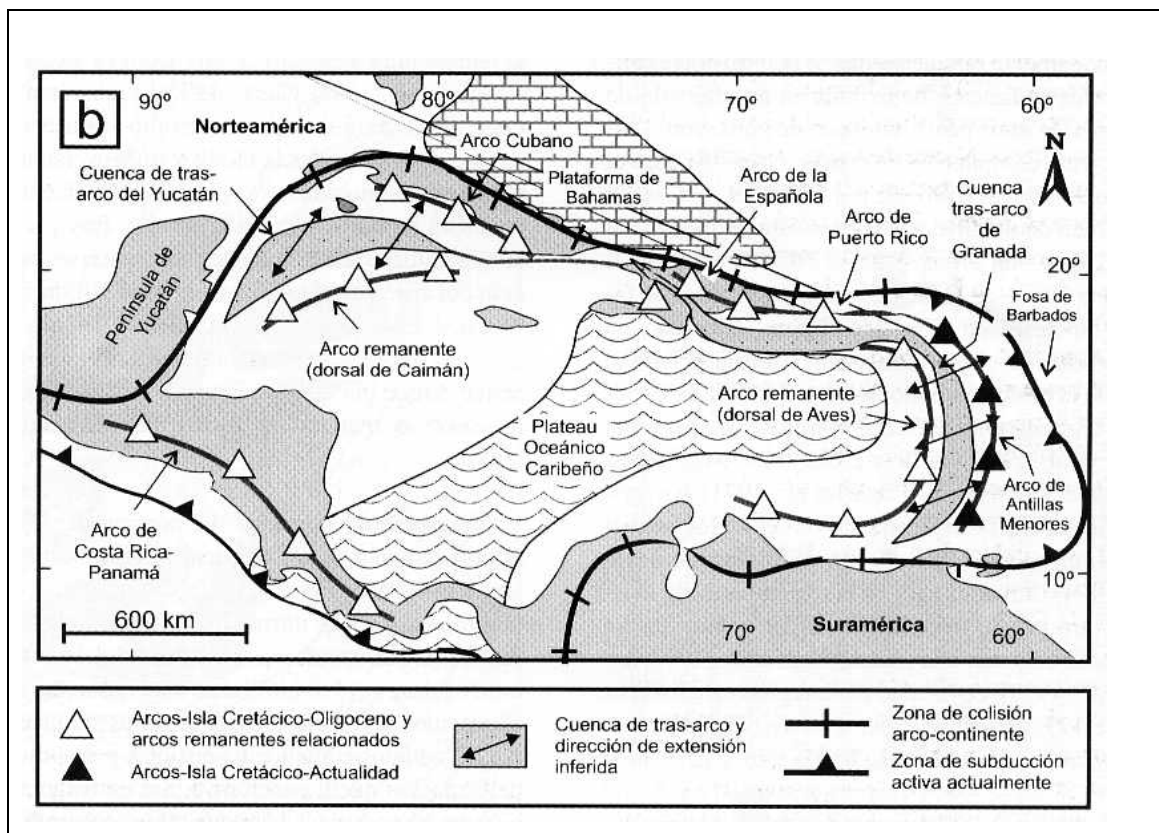 b
90º
80º
70º
60º
N
Norteamérica
Cuenca de tras-
arco del Yucatán
Arco Cubano
Plataforma de
Bahamas
Arco de la
Española
Arco de
Puerto Rico
Cuenca
tras-arco
de
Granada
20º
Península de
Yucatán
Fosa de
Barbados
Arco remanente
(dorsal de Caimán)
Arco remanente
(dorsal de Aves)
Plateau
Oceánico
Caribeño
Arco de
Antillas
Menores
Arco de
Costa Rica-
Panamá
10º
600 km
70º
Suramérica
60º
Arcos-Isla Cretácico-Oligoceno y
remanentes relacionados
Arcos-Isla Cretácico-Actualidad
Cuenca de tras-arco y
dirección de extensión
inferida
Zona de colisión
arco-continente
Zona de subducción
activa actualmente